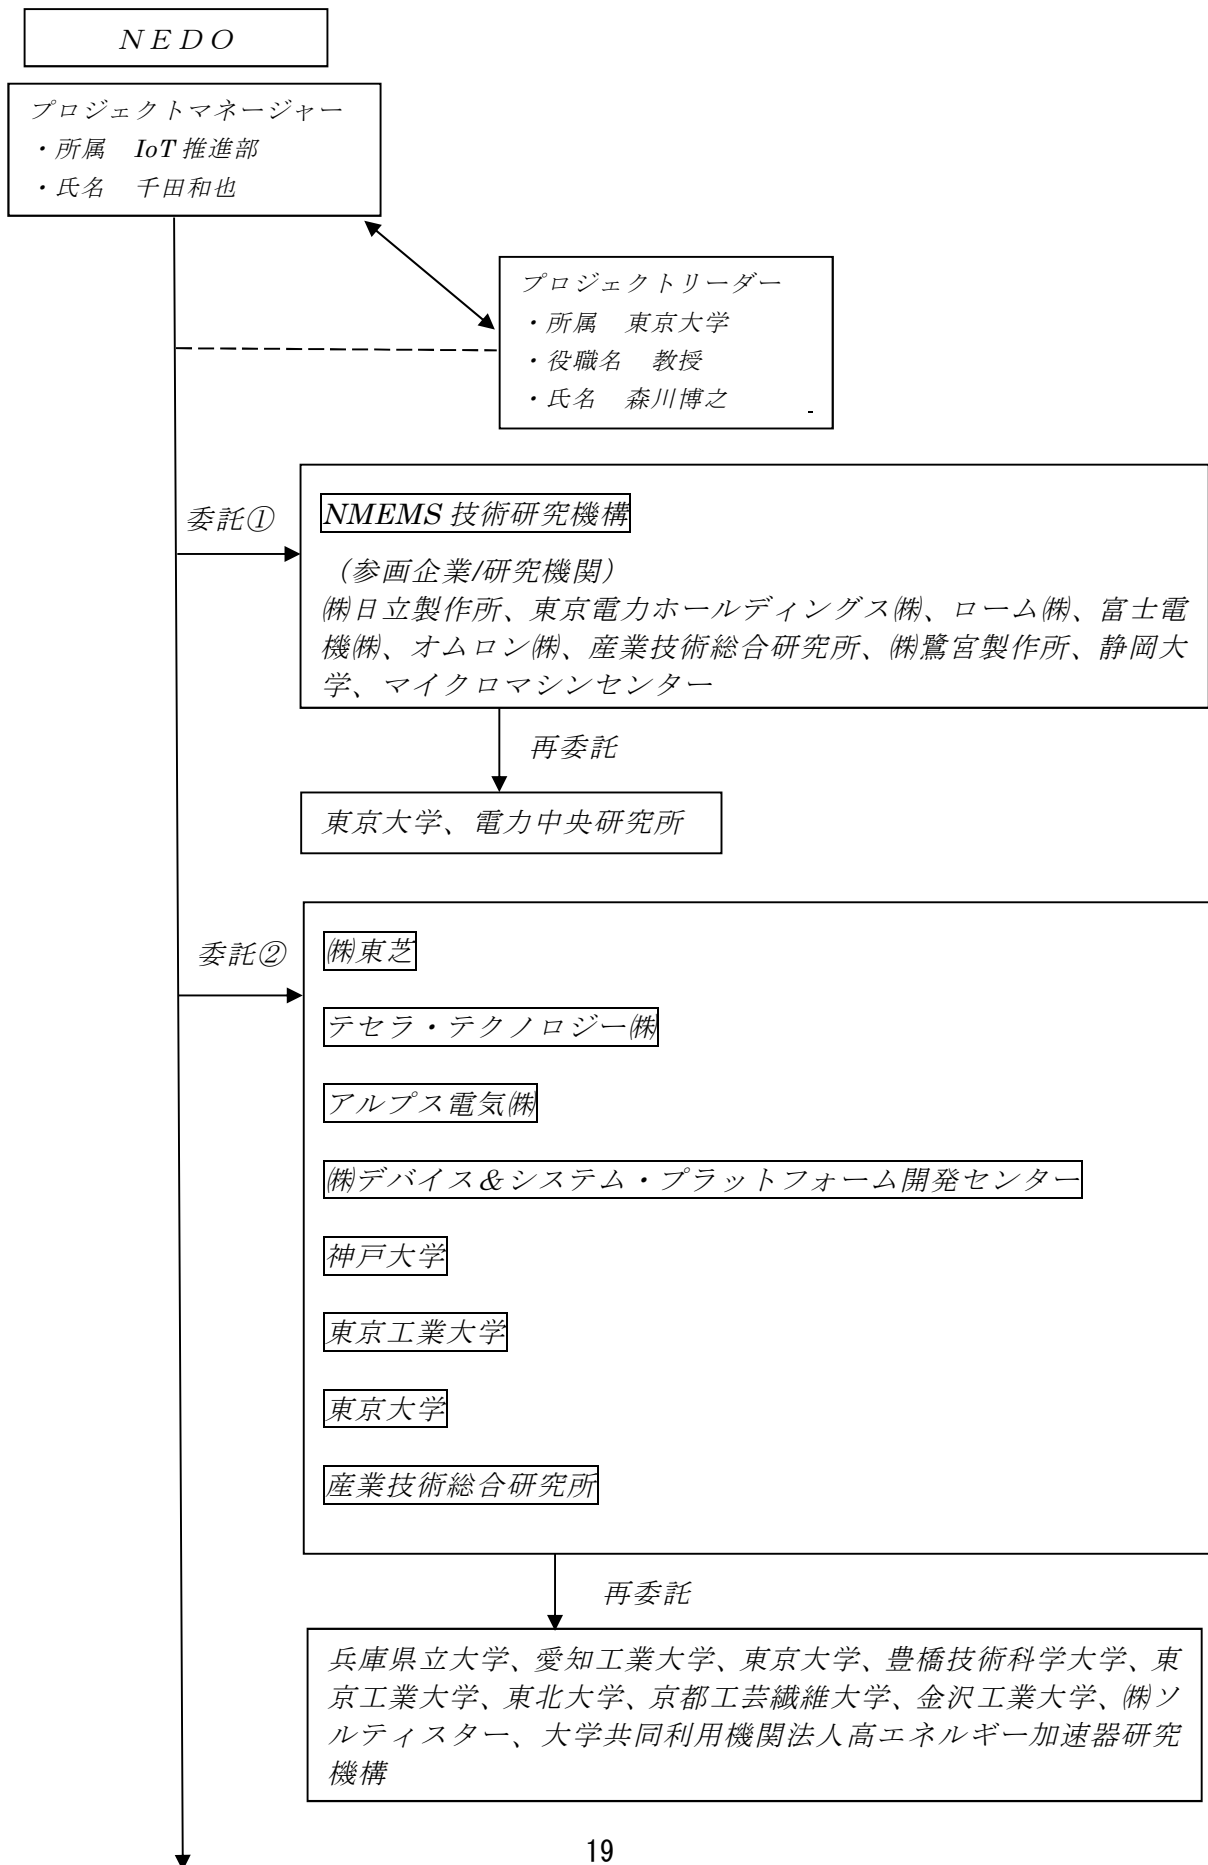 ＮＥＤＯ
プロジェクトマネージャー
・所属　IoT推進部
・氏名　千田和也
プロジェクトリーダー
・所属　東京大学
・役職名　教授
・氏名　森川博之
委託①
NMEMS技術研究機構
（参画企業/研究機関）
㈱日立製作所、東京電力ホールディングス㈱、ローム㈱、富士電
機㈱、オムロン㈱、産業技術総合研究所、㈱鷺宮製作所、静岡大
学、マイクロマシンセンター
再委託
東京大学、電力中央研究所
委託②
㈱東芝
テセラ・テクノロジー㈱
アルプス電気㈱
㈱デバイス＆システム・プラットフォーム開発センター
神戸大学
東京工業大学
東京大学
産業技術総合研究所
再委託
兵庫県立大学、愛知工業大学、東京大学、豊橋技術科学大学、東
京工業大学、東北大学、京都工芸繊維大学、金沢工業大学、㈱ソ
ルティスター、大学共同利用機関法人高エネルギー加速器研究
機構
19